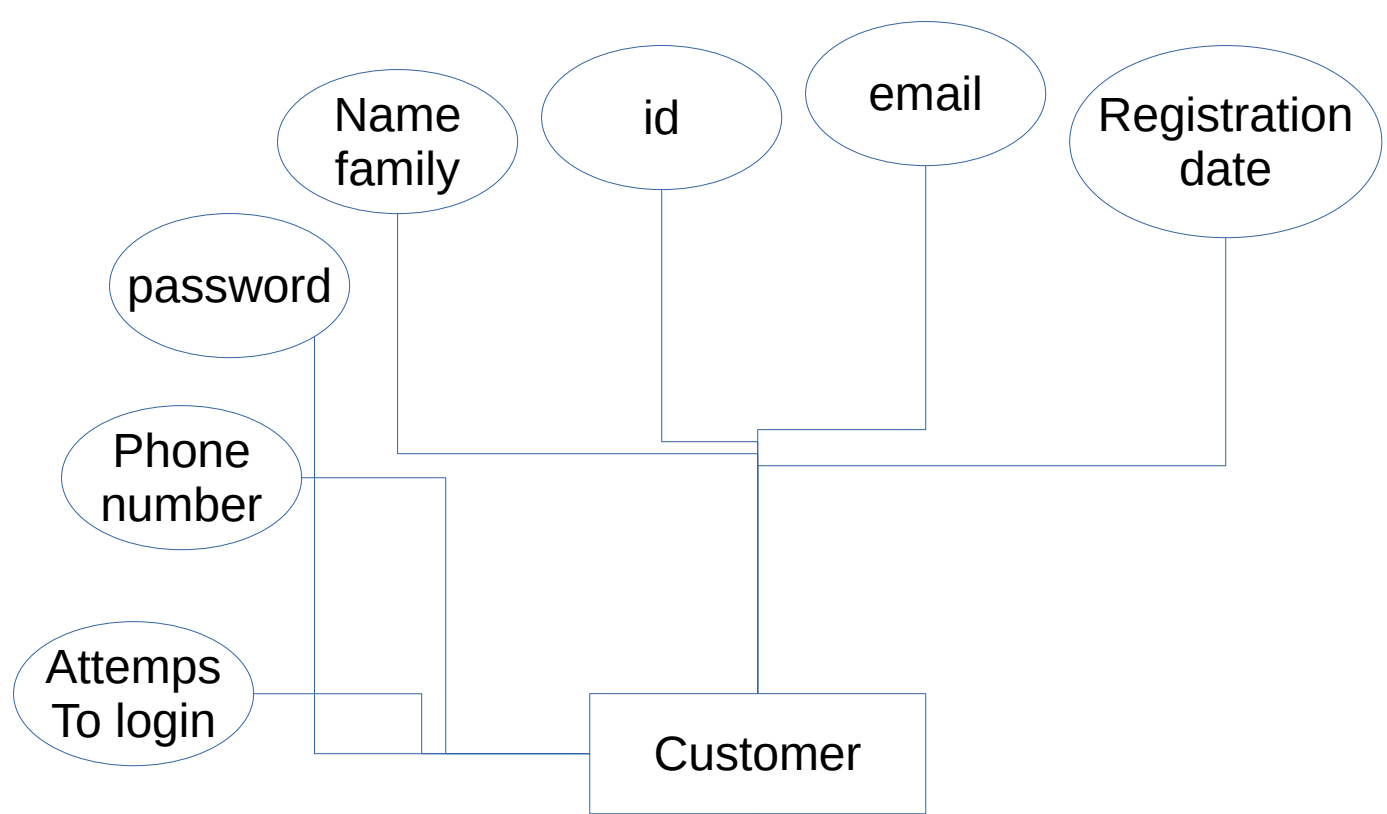 Name
family
id
email
Registration
date
password
Phone
number
Attemps
To login
Customer